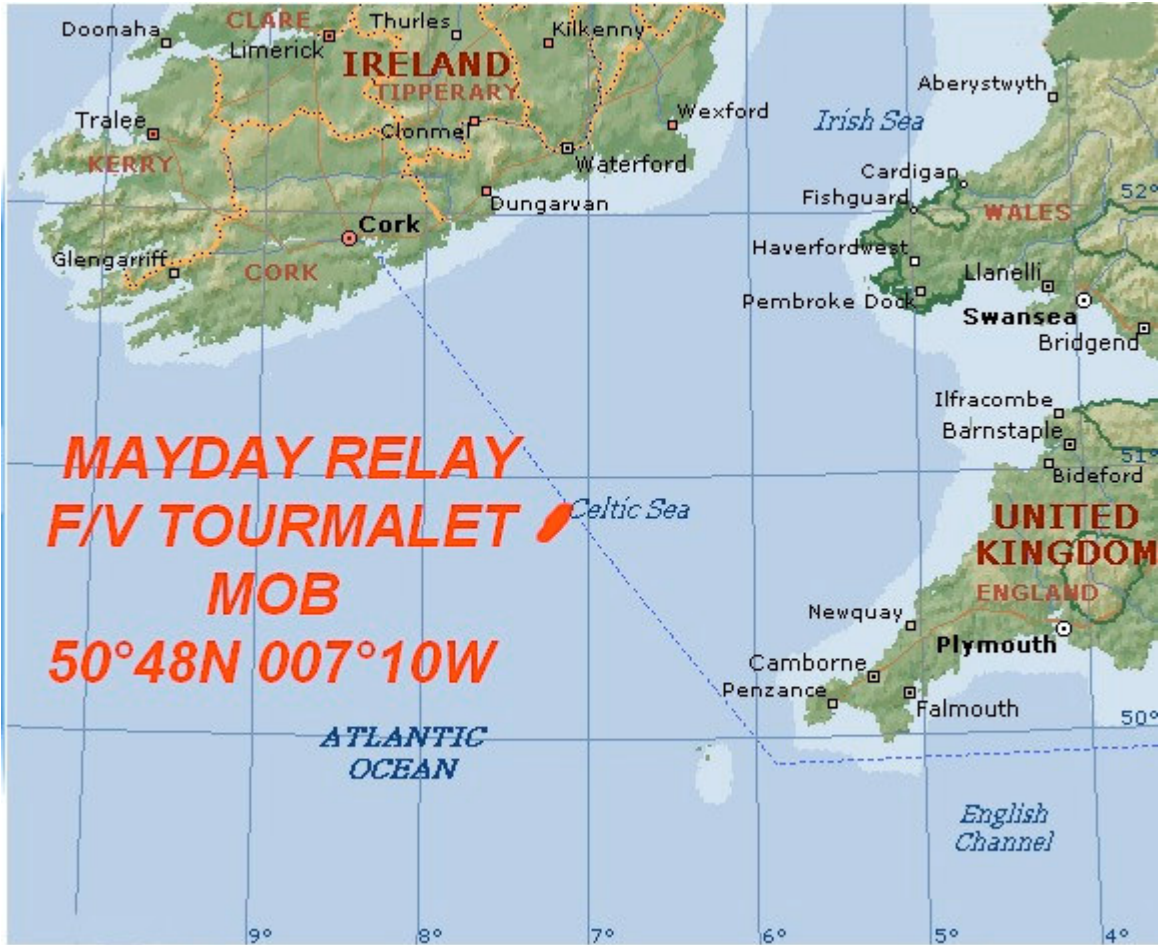 CLARE
Thurles
Doonaha
Limerick
Kilkenny
IRELAND
TIPPERARY
Aberystwyth
Wexford
Tralee
Clonmel
Irish Sea
KERRY
Waterford
Cardigan
52°
Fishguard
Dungarvan
WALES
Cork
Haverfordwest
Glengarriff
CORK
Llanelli
Pembroke Dock
Swansea
Bridgend
Ilfracombe
Barnstaple
MAYDAY RELAY
51°
Bideford
F/V TOURMALET
Celtic Sea
UNITED
KINGDOM
MOB
ENGLAND
Newquay
Plymouth
50°48N 007°10W
Camborne
Penzance
Falmouth
50°
ATLANTIC
OCEAN
English
Channel
9°
8°
7°
6°
5°
4°